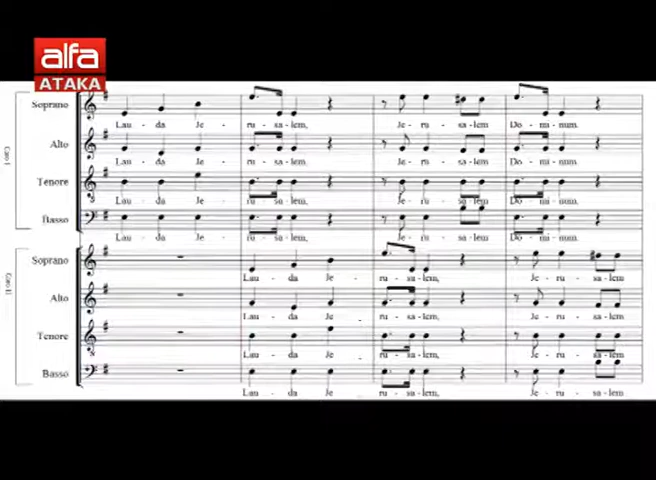 alfa
ATAKA
Soprano
Lau - da Je - ru - sa - lem, Je - ru - sa - lem Do - mi - num.
Alto
Lau - da Je - ru - sa - lem, Je - ru - sa - lem Do - mi - num.
Tenore
Lau - da Je - ru - sa - lem, Je - ru - sa - lem Do - mi - num.
Basso
Lau - da Je - ru - sa - lem, Je - ru - sa - lem Do - mi - num.
Coro I
Soprano
Lau - da Je - ru - sa - lem, Je - ru - sa - lem
Alto
Lau - da Je - ru - sa - lem, Je - ru - sa - lem
Tenore
Lau - da Je - ru - sa - lem, Je - ru - sa - lem
Basso
Lau - da Je - ru - sa - lem, Je - ru - sa - lem
Coro II